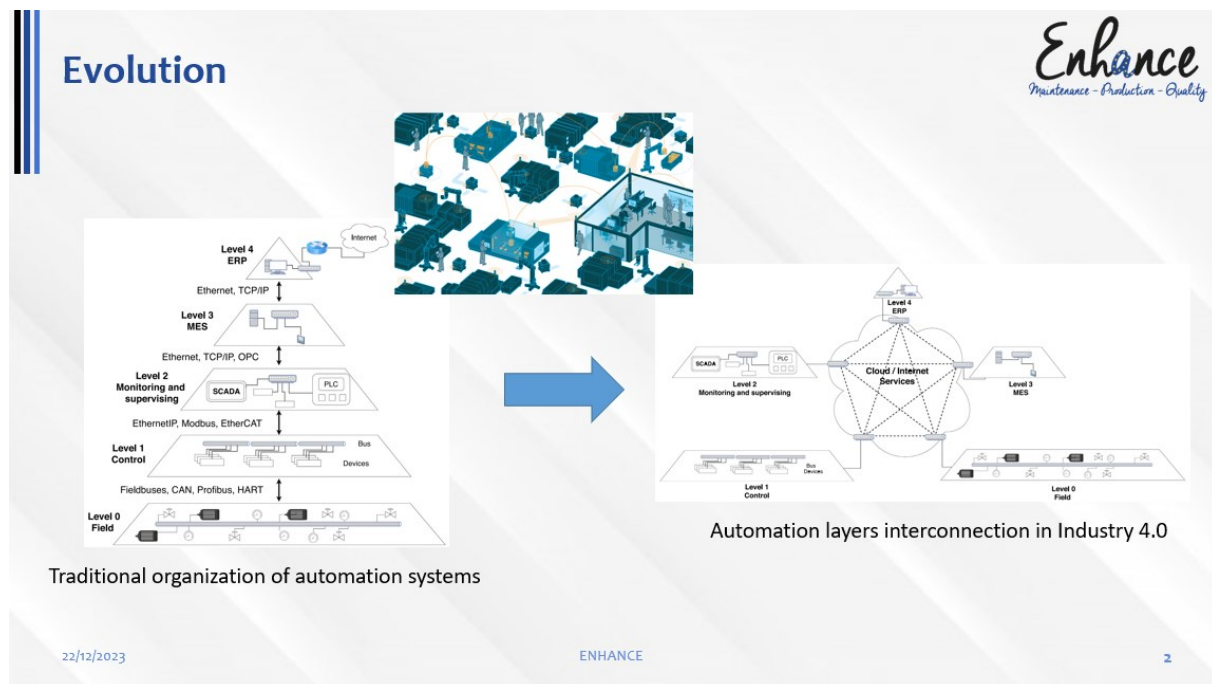 Evolution
Enhance
Maintenance - Production - Quality
Level 4
ERP
Internet
Ethernet, TCP/IP
Level 3
MES
Ethernet, TCP/IP, OPC
Level 2
Monitoring and
supervising
SCADA
PLC
EthernetIP, Modbus, EtherCAT
Level 1
Control
Bus
Devices
Fieldbuses, CAN, Profibus, HART
Level 0
Field
Traditional organization of automation systems
Level 4
ERP
SCADA
PLC
Level 2
Monitoring and supervising
Cloud / Internet
Services
Level 3
MES
Bus
Devices
Level 1
Control
Level 0
Field
Automation layers interconnection in Industry 4.0
22/12/2023
ENHANCE
2